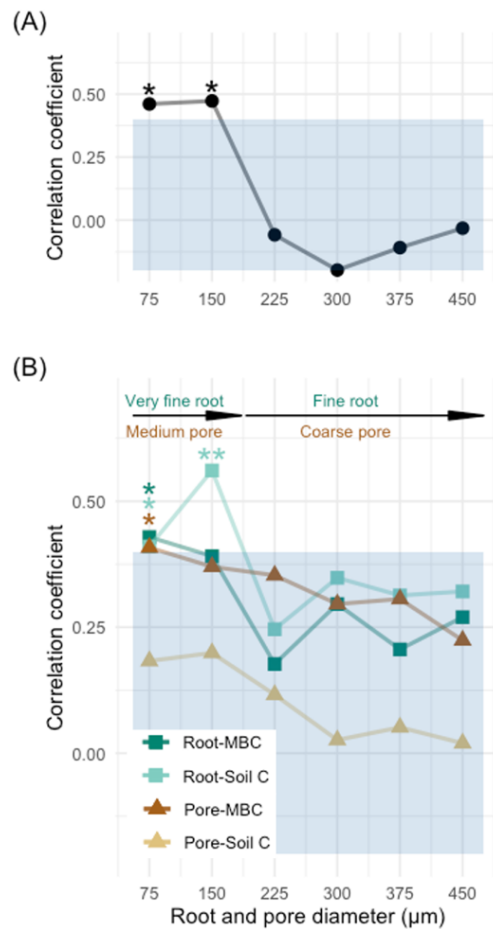 (A)
Correlation coefficient
0.50
0.25
0.00
* *
75 150 225 300 375 450
(B)
Very fine root Fine root
Medium pore Coarse pore
Correlation coefficient
0.50
0.25
0.00
**
*
*
*
Root-MBC
Root-Soil C
Pore-MBC
Pore-Soil C
75 150 225 300 375 450
Root and pore diameter (µm)